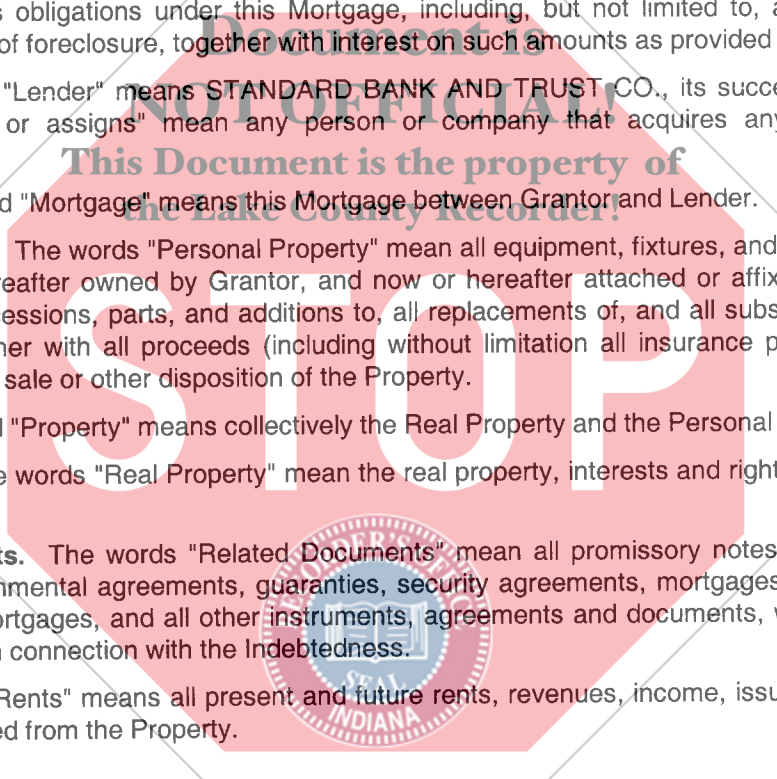 s obligations under this Mortgage, including, but not limited to,
of foreclosure, together with interest on such amounts as provided
Document is
"Lender" means STANDARD BANK AND TRUST CO., its succe
NOT OFFICIAL!
or assigns" mean any person or company that acquires any
This Document is the property of
d "Mortgage" means this Mortgage between Grantor and Lender.
the Lake County Recorder!
The words "Personal Property" mean all equipment, fixtures, and
reafter owned by Grantor, and now or hereafter attached or affix
essions, parts, and additions to, all replacements of, and all subs
her with all proceeds (including without limitation all insurance p
sale or other disposition of the Property.
STOP
"Property" means collectively the Real Property and the Personal
e words "Real Property" mean the real property, interests and right
ts. The words "Related Documents" mean all promissory notes
nmental agreements, guaranties, security agreements, mortgages
ortgages, and all other instruments, agreements and documents,
connection with the Indebtedness.
RECORDER'S OFFICE
SEAL
INDIANA
Rents" means all present and future rents, revenues, income, issu
ed from the Property.